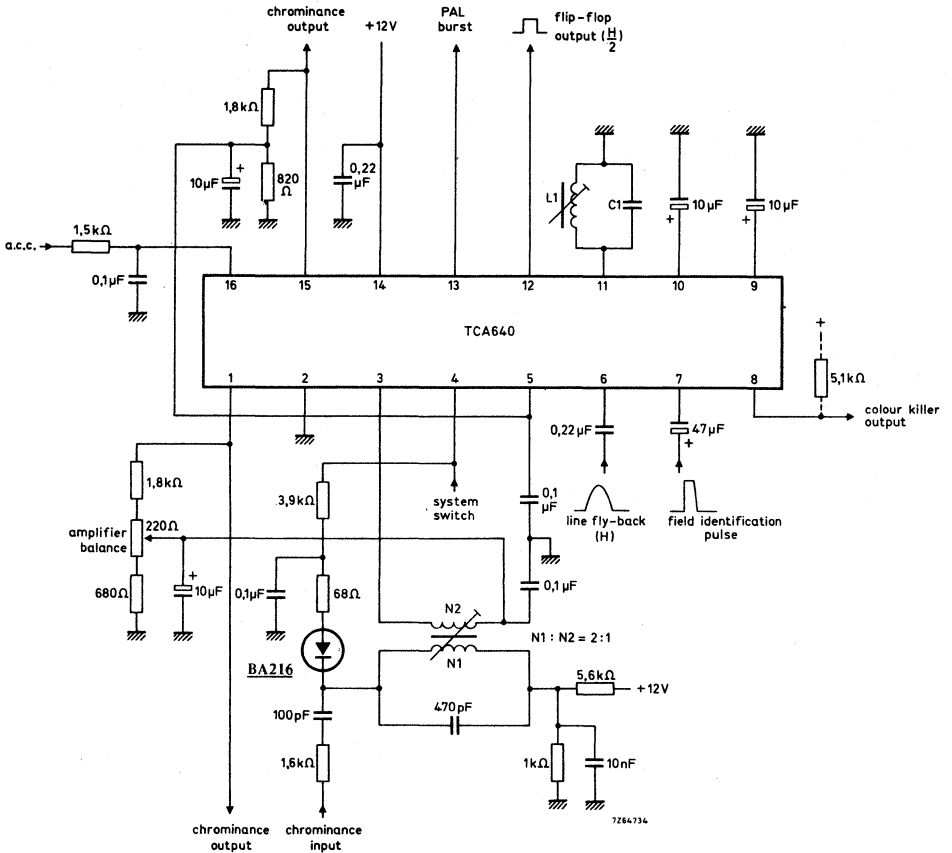 chrominance
output
+12V
PAL
burst
flip-flop
output (H/2)
1,8kΩ
10µF
+
820
Ω
0,22
µF
L1
C1
+
10µF
+
10µF
a.c.c.
1,5kΩ
0,1µF
16
15
14
13
12
11
10
9
TCA640
1
2
3
4
5
6
7
8
+
5,1kΩ
colour killer
output
0,22µF
47µF
+
line fly-back
(H)
field identification
pulse
1,8kΩ
3,9kΩ
system
switch
0,1
µF
amplifier
balance
220Ω
680Ω
+
10µF
0,1µF
68Ω
0,1µF
N2
N1
N1 : N2 = 2:1
BA216
5,6kΩ
+12V
100pF
470pF
1,6kΩ
1kΩ
10nF
chrominance
output
chrominance
input
7Z64734